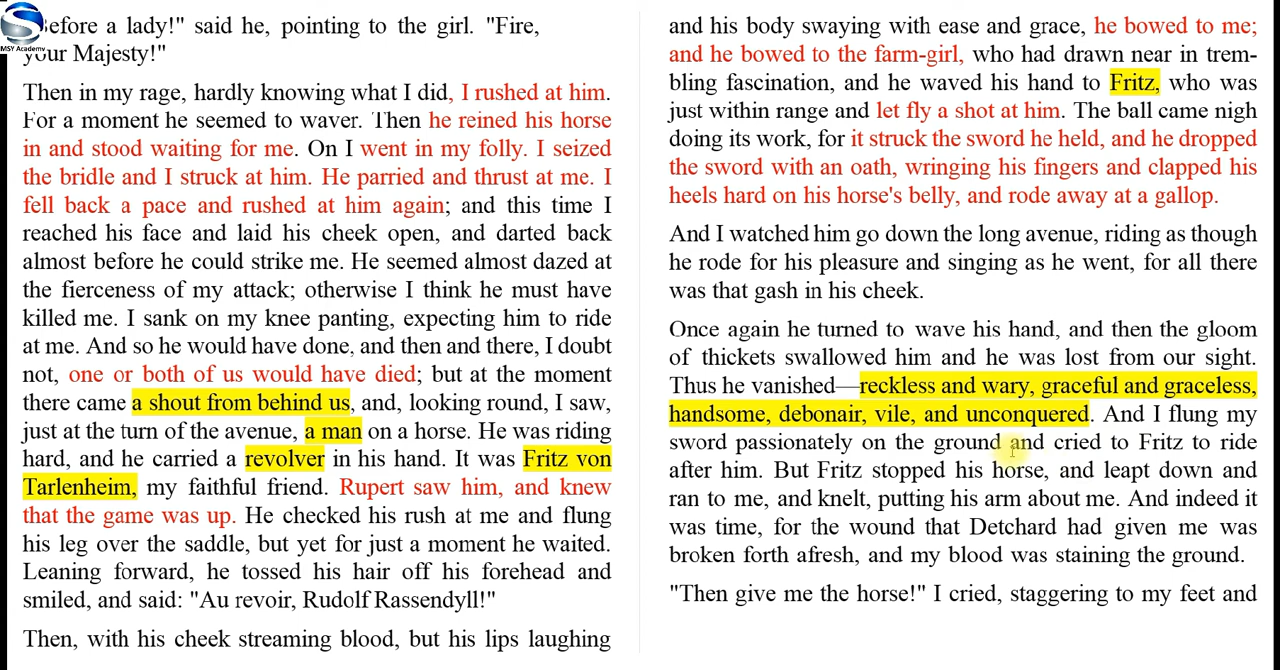 MSY Academy
efore a lady!" said he, pointing to the girl. "Fire,
your Majesty!"
Then in my rage, hardly knowing what I did, I rushed at him.
For a moment he seemed to waver. Then he reined his horse
in and stood waiting for me. On I went in my folly. I seized
the bridle and I struck at him. He parried and thrust at me. I
fell back a pace and rushed at him again; and this time I
reached his face and laid his cheek open, and darted back
almost before he could strike me. He seemed almost dazed at
the fierceness of my attack; otherwise I think he must have
killed me. I sank on my knee panting, expecting him to ride
at me. And so he would have done, and then and there, I doubt
not, one or both of us would have died; but at the moment
there came a shout from behind us, and, looking round, I saw,
just at the turn of the avenue, a man on a horse. He was riding
hard, and he carried a revolver in his hand. It was Fritz von
Tarlenheim, my faithful friend. Rupert saw him, and knew
that the game was up. He checked his rush at me and flung
his leg over the saddle, but yet for just a moment he waited.
Leaning forward, he tossed his hair off his forehead and
smiled, and said: "Au revoir, Rudolf Rassendyll!"
Then, with his cheek streaming blood, but his lips laughing
and his body swaying with ease and grace, he bowed to me;
and he bowed to the farm-girl, who had drawn near in trem-
bling fascination, and he waved his hand to Fritz, who was
just within range and let fly a shot at him. The ball came nigh
doing its work, for it struck the sword he held, and he dropped
the sword with an oath, wringing his fingers and clapped his
heels hard on his horse's belly, and rode away at a gallop.
And I watched him go down the long avenue, riding as though
he rode for his pleasure and singing as he went, for all there
was that gash in his cheek.
Once again he turned to wave his hand, and then the gloom
of thickets swallowed him and he was lost from our sight.
Thus he vanished—reckless and wary, graceful and graceless,
handsome, debonair, vile, and unconquered. And I flung my
sword passionately on the ground and cried to Fritz to ride
after him. But Fritz stopped his horse, and leapt down and
ran to me, and knelt, putting his arm about me. And indeed it
was time, for the wound that Detchard had given me was
broken forth afresh, and my blood was staining the ground.
"Then give me the horse!" I cried, staggering to my feet and